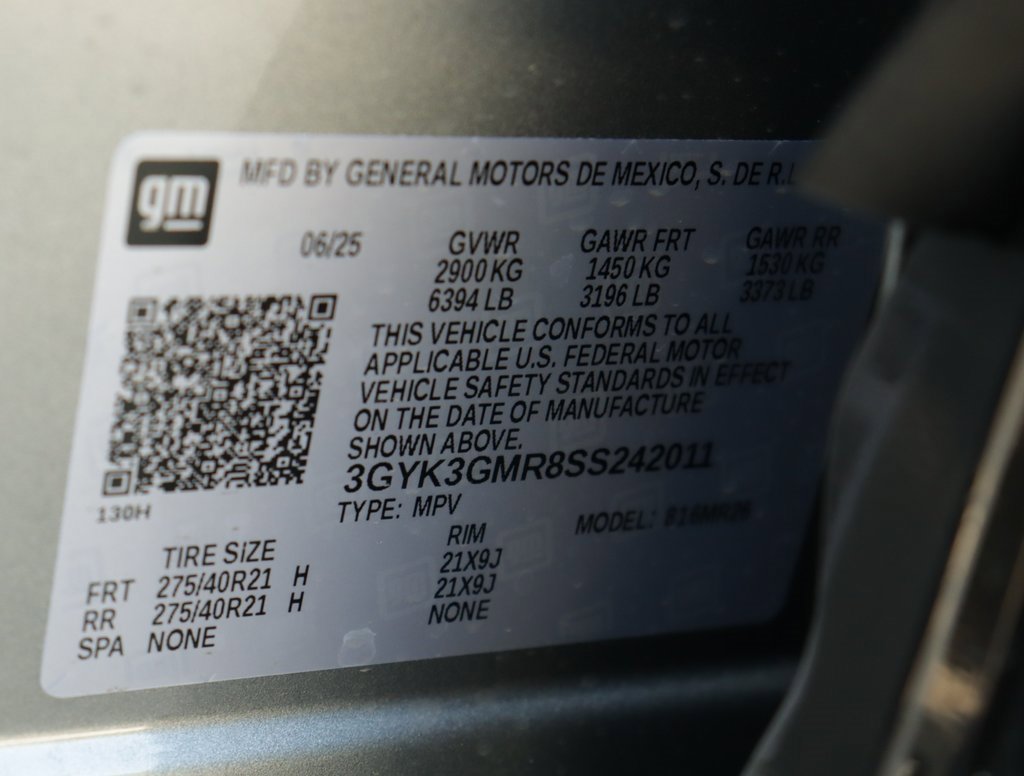 gm
MFD BY GENERAL MOTORS DE MEXICO, S. DE R.L
06/25 GVWR GAWR FRT GAWR RR
2900 KG 1450 KG 1530 KG
6394 LB 3196 LB 3373 LB
THIS VEHICLE CONFORMS TO ALL
APPLICABLE U.S. FEDERAL MOTOR
VEHICLE SAFETY STANDARDS IN EFFECT
ON THE DATE OF MANUFACTURE
SHOWN ABOVE.
3GYK3GMR8SS242011
130H
TYPE: MPV MODEL:
TIRE SIZE RIM
FRT 275/40R21 H 21X9J
RR 275/40R21 H 21X9J
SPA NONE NONE